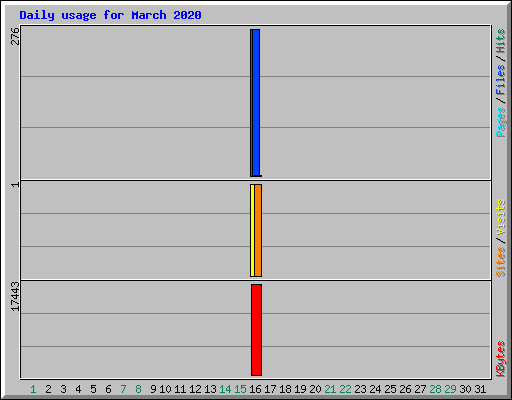 Daily usage for March 2020
276
1
17443
Pages / Files / Hits
Sites / Visits
KBytes
1 2 3 4 5 6 7 8 9 10 11 12 13 14 15 16 17 18 19 20 21 22 23 24 25 26 27 28 29 30 31